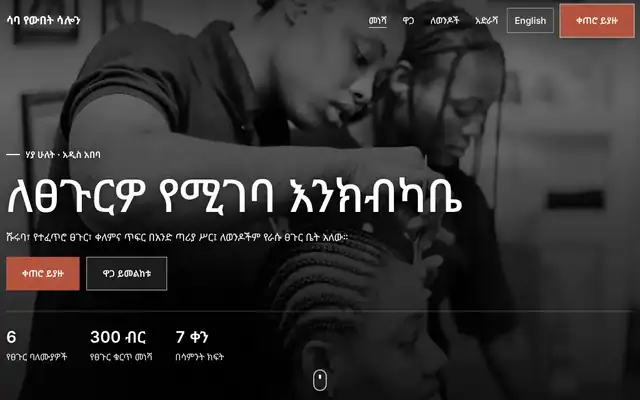 ሳባ የውበት ሳሎን
መነሻ ዋጋ ለወንዶች አድራሻ English ቀጠሮ ይያዙ
ሃያ ሁለት · አዲስ አበባ
ለፀጉርዎ የሚገባ እንክብካቤ
ሹሩባ፣ የተፈጥሮ ፀጉር፣ ቀለምና ጥፍር በአንድ ጣሪያ ሥር፤ ለወንዶችም የራሱ ፀጉር ቤት አለው።
ቀጠሮ ይያዙ ዋጋ ይመልከቱ
6 300 ብር 7 ቀን
የፀጉር ባለሙያዎች የፀጉር ቁርጥ መነሻ በሳምንት ክፍት